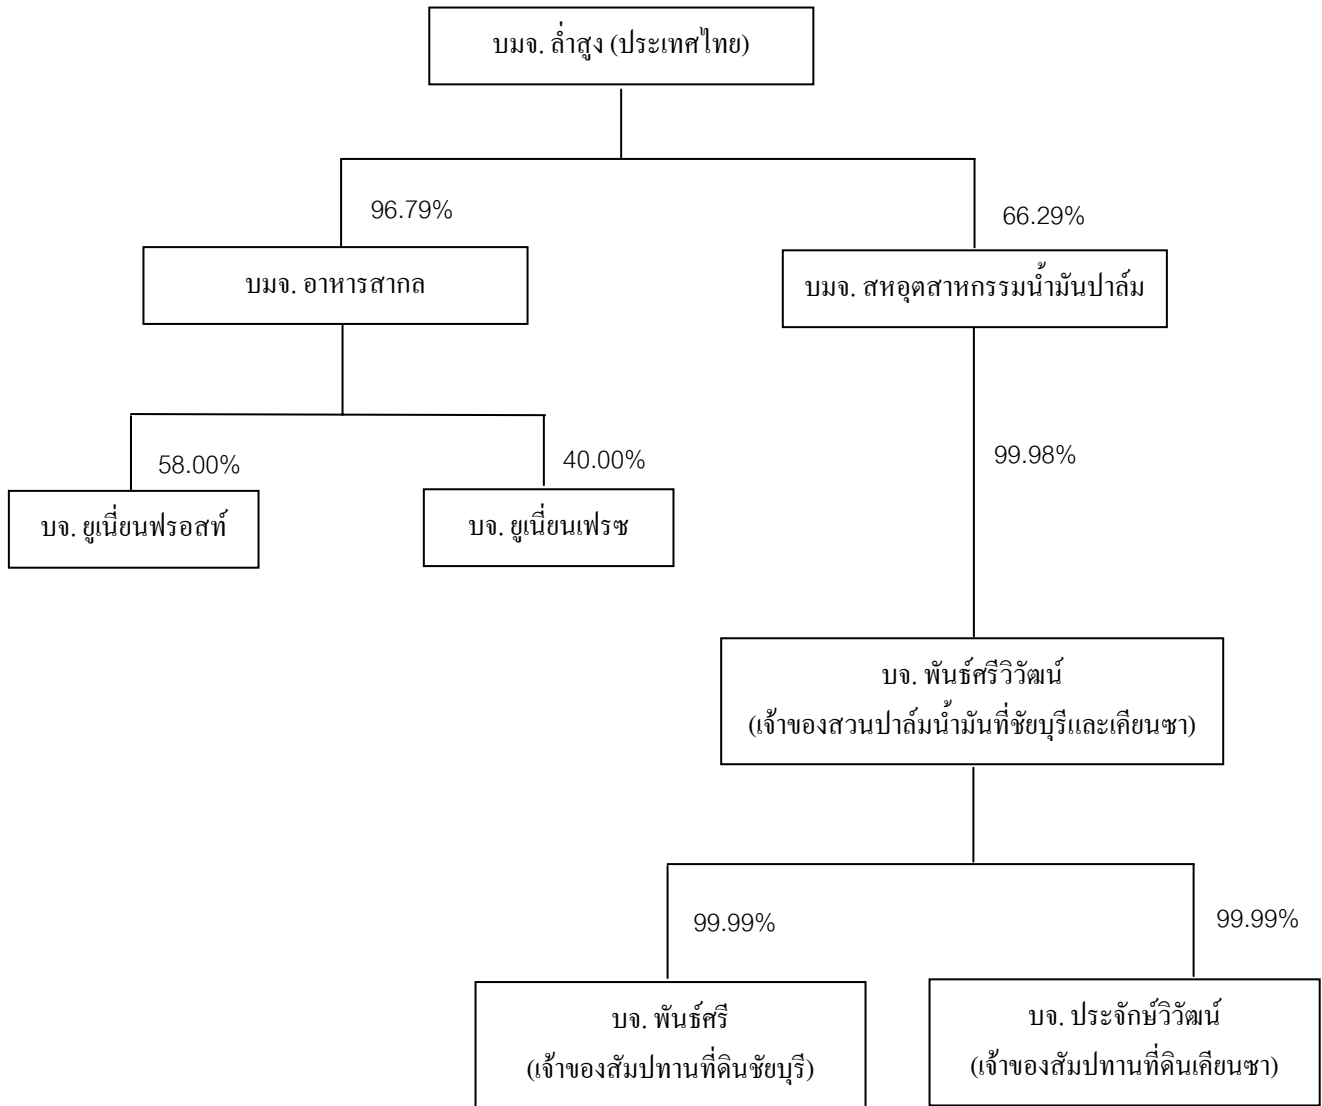 บมจ. ล่ำสูง (ประเทศไทย)
96.79%
66.29%
บมจ. อาหารสากล
บมจ. สหอุตสาหกรรมน้ำมันปาล์ม
58.00%
40.00%
99.98%
บจ. ยูเนี่ยนฟรอสท์
บจ. ยูเนี่ยนเฟรซ
บจ. พันธ์ศรีวิวัฒน์
(เจ้าของสวนปาล์มน้ำมันที่ชัยบุรีและเคียนซา)
99.99%
99.99%
บจ. พันธ์ศรี
(เจ้าของสัมปทานที่ดินชัยบุรี)
บจ. ประจักษ์วิวัฒน์
(เจ้าของสัมปทานที่ดินเคียนซา)